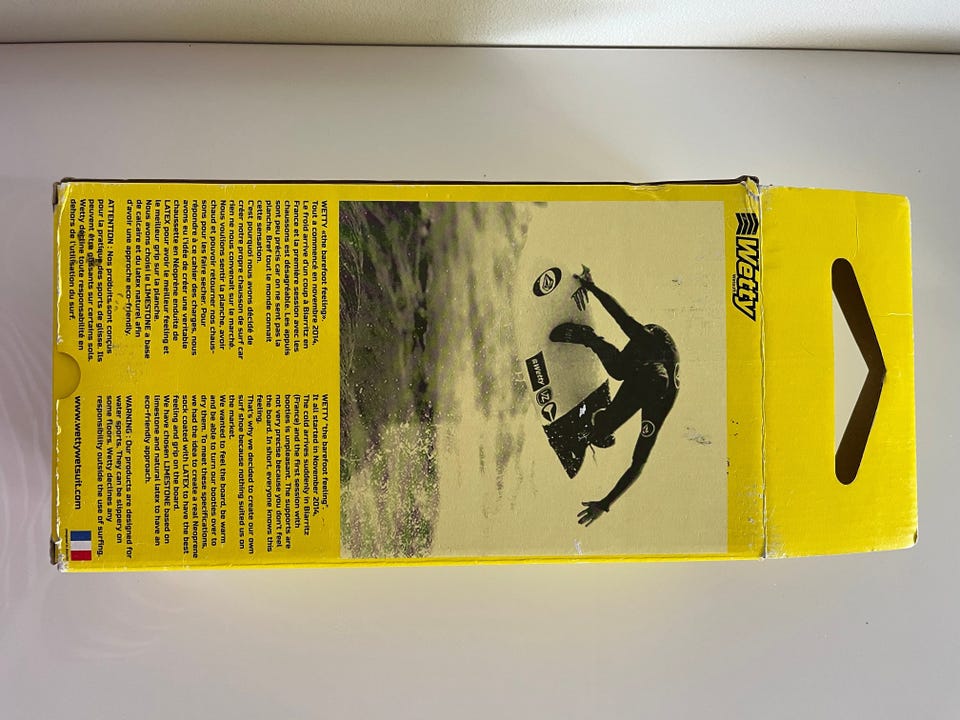 Wetty
WETTY «the barefoot feeling».
Tout a commencé en novembre 2014,
Le froid arrive d'un coup a Biarritz en
France et la première session avec les
chaussons est désagréable. Les appuis
sont peu précis car on ne sent pas la
planche. Bref tout le monde connait
cette sensation.
C'est pourquoi nous avons décidé de
créer notre propre chausson de surf car
rien ne nous convenait sur le marché.
Nous voulions sentir la planche, avoir
chaud et pouvoir retourner nos chaus-
sons pour les faire secher. Pour
répondre à ce cahier des charges, nous
avons eu l'idée de créer une veritable
chaussette en Néoprène enduite de
LATEX pour avoir le meilleur feeling et
le meilleur grip sur la planche.
Nous avons choisi le LIMESTONE a base
de calcaire et du latex naturel afin
d'avoir une approche eco-friendly.
ATTENTION : Nos produits sont conçus
pour la pratique des sports de glisse. Ils
peuvent être glissants sur certains sols.
Wetty décline toute responsabilité en
dehors de l'utilisation du surf.
WETTY "the barefoot feeling".
It all started in November 2014,
The cold arrives suddenly in Biarritz
(France) and the first session with
booties is unpleasant. The supports are
not very precise because you don't feel
the board. In short, everyone knows this
feeling.
That's why we decided to create our own
surf shoe because nothing suited us on
the market.
We wanted to feel the board, be warm
and be able to turn our booties over to
dry them. To meet these specifications,
we had the idea to create a real Neoprene
sock coated with LATEX to have the best
feeling and grip on the board.
We have chosen LIMESTONE based on
limestone and natural latex to have an
eco-friendly approach.
WARNING : Our products are designed for
water sports. They can be slippery on
some floors. Wetty declines any
responsibility outside the use of surfing.
www.wettywetsuit.com
Wetty